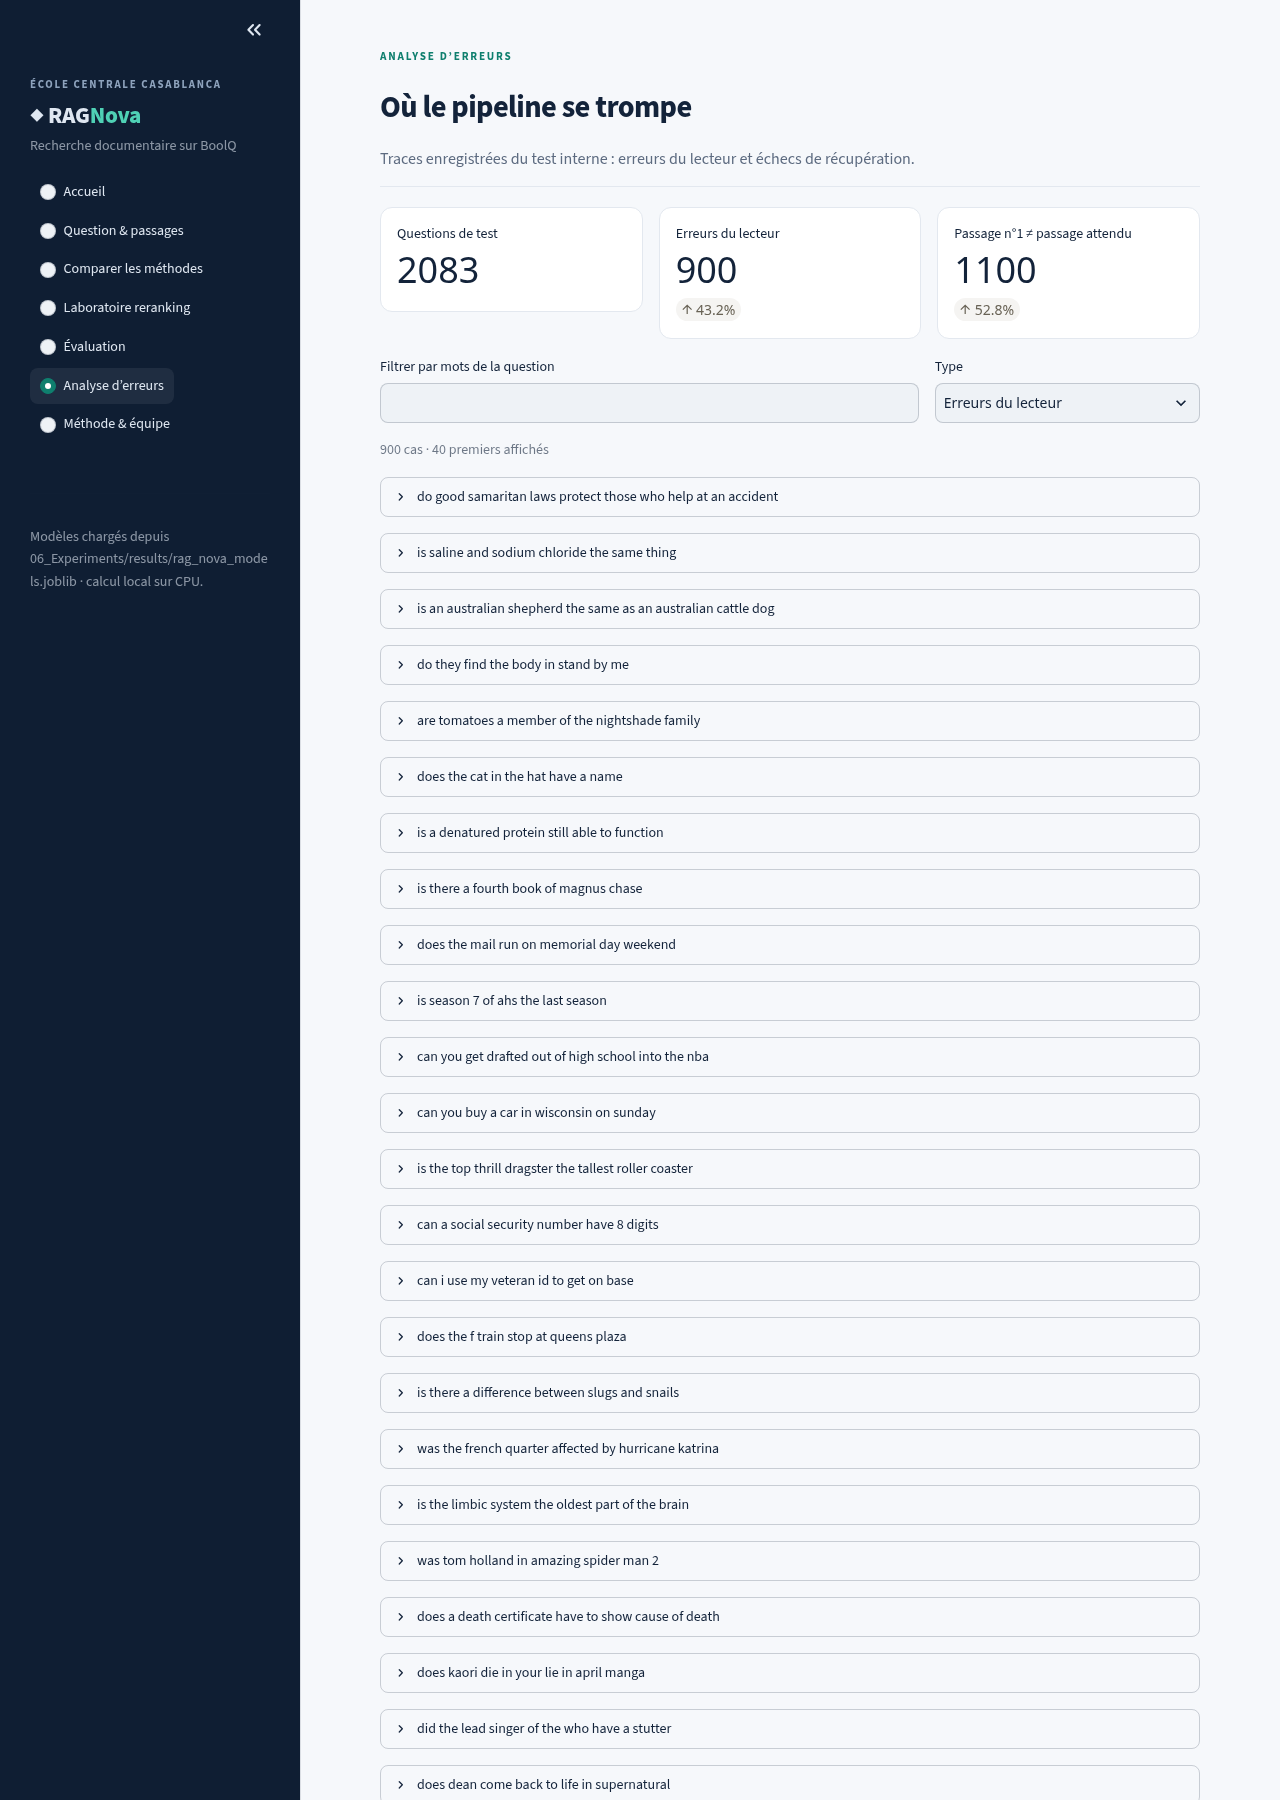 ÉCOLE CENTRALE CASABLANCA
◆ RAGNova
Recherche documentaire sur BoolQ
Accueil
Question & passages
Comparer les méthodes
Laboratoire reranking
Évaluation
Analyse d’erreurs
Méthode & équipe
Modèles chargés depuis
06_Experiments/results/rag_nova_mode
ls.joblib · calcul local sur CPU.
ANALYSE D’ERREURS
Où le pipeline se trompe
Traces enregistrées du test interne : erreurs du lecteur et échecs de récupération.
Questions de test
2083
Erreurs du lecteur
900
↑ 43.2%
Passage n°1 ≠ passage attendu
1100
↑ 52.8%
Filtrer par mots de la question
Type
Erreurs du lecteur
900 cas · 40 premiers affichés
do good samaritan laws protect those who help at an accident
is saline and sodium chloride the same thing
is an australian shepherd the same as an australian cattle dog
do they find the body in stand by me
are tomatoes a member of the nightshade family
does the cat in the hat have a name
is a denatured protein still able to function
is there a fourth book of magnus chase
does the mail run on memorial day weekend
is season 7 of ahs the last season
can you get drafted out of high school into the nba
can you buy a car in wisconsin on sunday
is the top thrill dragster the tallest roller coaster
can a social security number have 8 digits
can i use my veteran id to get on base
does the f train stop at queens plaza
is there a difference between slugs and snails
was the french quarter affected by hurricane katrina
is the limbic system the oldest part of the brain
was tom holland in amazing spider man 2
does a death certificate have to show cause of death
does kaori die in your lie in april manga
did the lead singer of the who have a stutter
does dean come back to life in supernatural